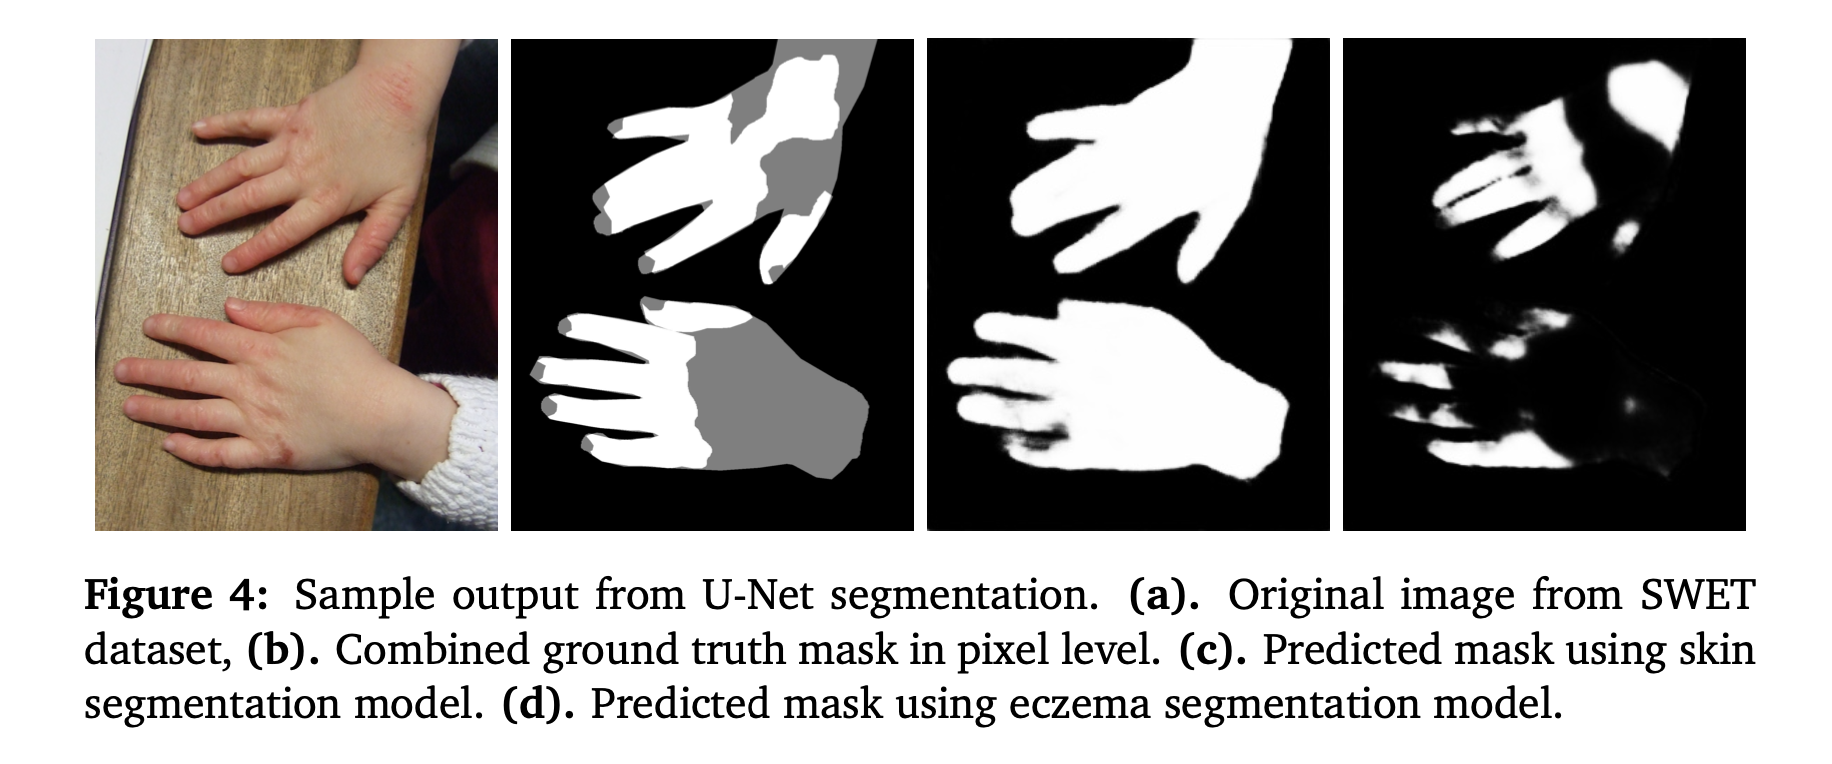 Figure 4: Sample output from U-Net segmentation. (a). Original image from SWET
dataset, (b). Combined ground truth mask in pixel level. (c). Predicted mask using skin
segmentation model. (d). Predicted mask using eczema segmentation model.